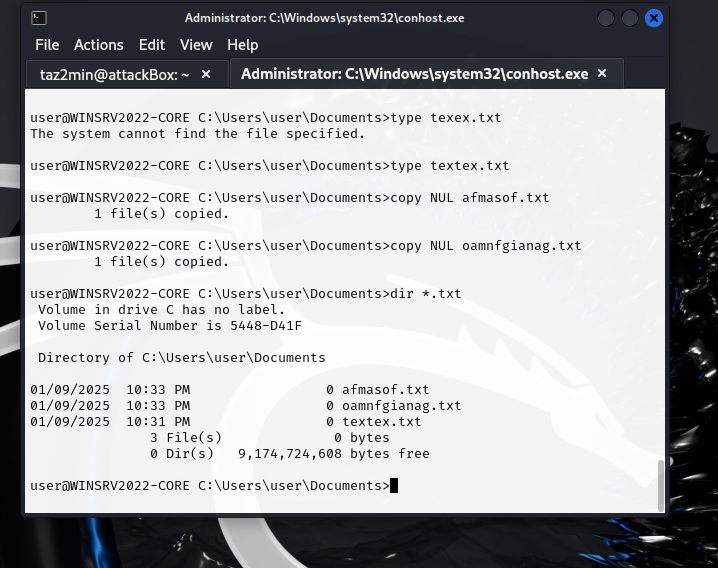 Administrator: C:\Windows\system32\conhost.exe
File Actions Edit View Help
taz2min@attackBox: ~ × Administrator: C:\Windows\system32\conhost.exe ×
user@WINSRV2022-CORE C:\Users\user\Documents>type texex.txt
The system cannot find the file specified.
user@WINSRV2022-CORE C:\Users\user\Documents>type textex.txt
user@WINSRV2022-CORE C:\Users\user\Documents>copy NUL afmasof.txt
        1 file(s) copied.
user@WINSRV2022-CORE C:\Users\user\Documents>copy NUL oamnfgianag.txt
        1 file(s) copied.
user@WINSRV2022-CORE C:\Users\user\Documents>dir *.txt
 Volume in drive C has no label.
 Volume Serial Number is 5448-D41F
 Directory of C:\Users\user\Documents
01/09/2025  10:33 PM                 0 afmasof.txt
01/09/2025  10:33 PM                 0 oamnfgianag.txt
01/09/2025  10:31 PM                 0 textex.txt
               3 File(s)              0 bytes
               0 Dir(s)   9,174,724,608 bytes free
user@WINSRV2022-CORE C:\Users\user\Documents>